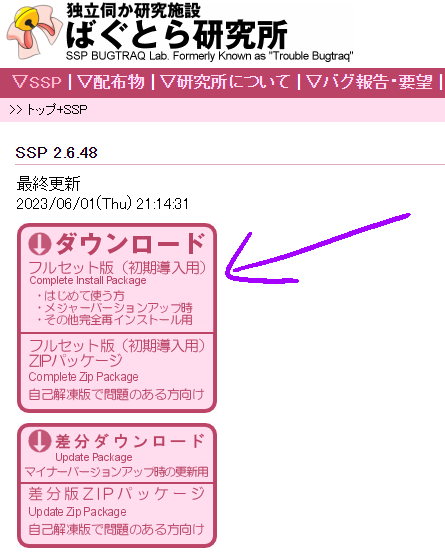 独立伺か研究施設
ばぐとら研究所
SSP BUGTRAQ Lab. Formerly Known as "Trouble Bugtraq"
▽SSP | ▽配布物 | ▽研究所について | ▽バグ報告・要望 |
>> トップ+SSP
SSP 2.6.48
最終更新
2023/06/01(Thu) 21:14:31
ダウンロード
フルセット版（初期導入用）
Complete Install Package
・はじめて使う方
・メジャーバージョンアップ時
・その他完全再インストール用
フルセット版（初期導入用）
ZIPパッケージ
Complete Zip Package
自己解凍版で問題のある方向け
差分ダウンロード
Update Package
マイナーバージョンアップ時の更新用
差分版ZIPパッケージ
Update Zip Package
自己解凍版で問題のある方向け